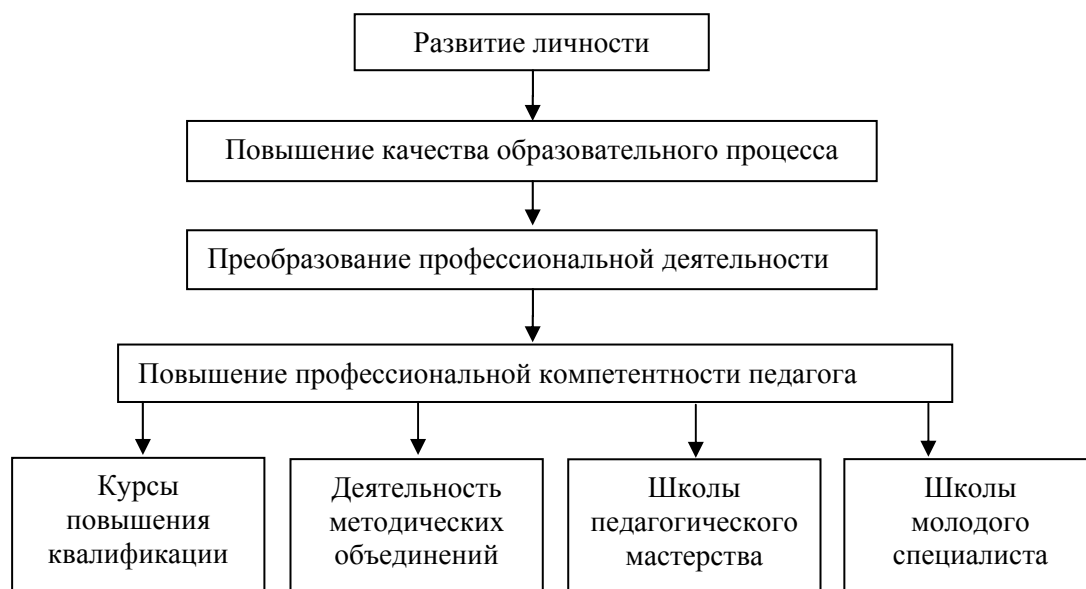 Развитие личности
Повышение качества образовательного процесса
Преобразование профессиональной деятельности
Повышение профессиональной компетентности педагога
Курсы
повышения
квалификации
Деятельность
методических
объединений
Школы
педагогического
мастерства
Школы
молодого
специалиста